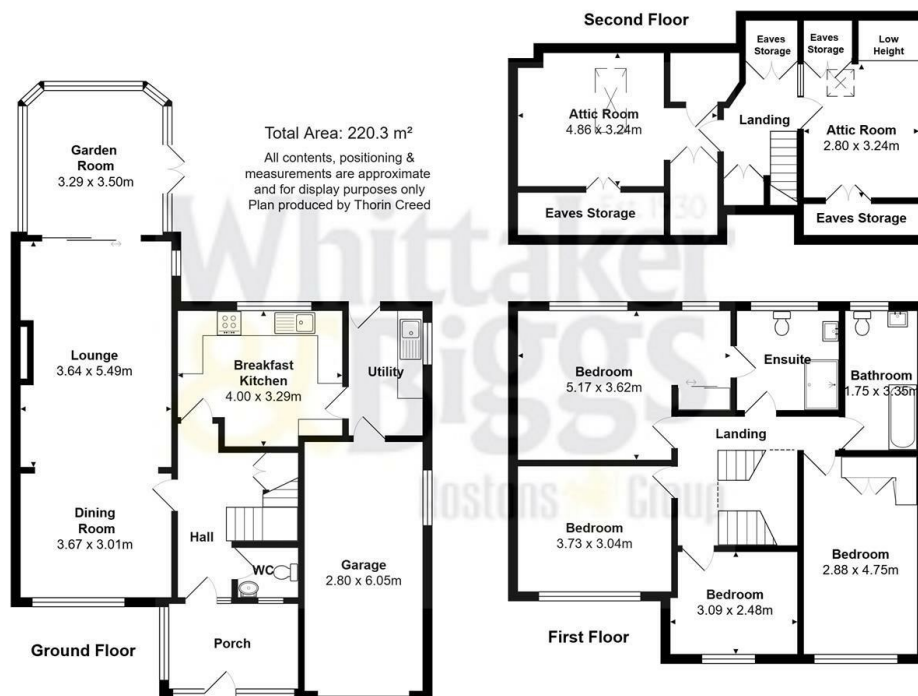 Second Floor
Eaves
Storage
Eaves
Storage
Low
Height
Attic Room
4.86 x 3.24m
Landing
Attic Room
2.80 x 3.24m
Eaves Storage
Eaves Storage
Total Area: 220.3 m²
All contents, positioning &
measurements are approximate
and for display purposes only
Plan produced by Thorin Creed
Garden
Room
3.29 x 3.50m
Lounge
3.64 x 5.49m
Breakfast
Kitchen
4.00 x 3.29m
Utility
Dining
Room
3.67 x 3.01m
Hall
WC
Garage
2.80 x 6.05m
Porch
Ground Floor
Bedroom
5.17 x 3.62m
Ensuite
Bathroom
1.75 x 3.35m
Landing
Bedroom
3.73 x 3.04m
Bedroom
2.88 x 4.75m
Bedroom
3.09 x 2.48m
First Floor
Est 1930
Whittaker
& Biggs
Hostons Group